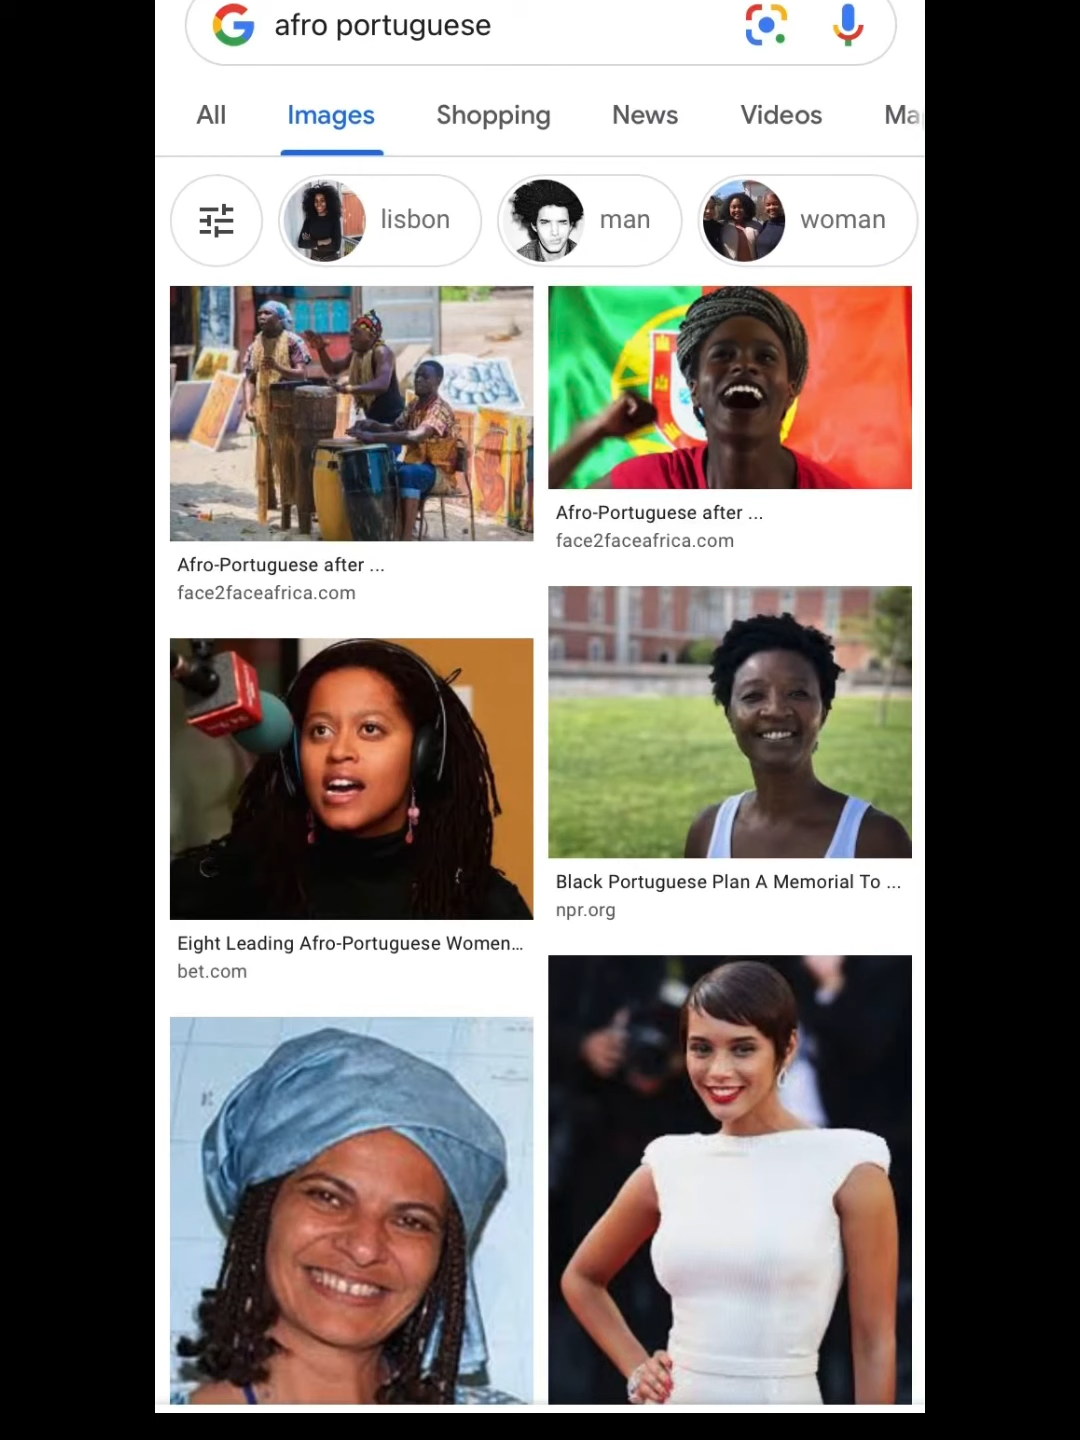 afro portuguese
All Images Shopping News Videos Ma
lisbon man woman
Afro-Portuguese after ...
face2faceafrica.com
Afro-Portuguese after ...
face2faceafrica.com
Eight Leading Afro-Portuguese Women...
bet.com
Black Portuguese Plan A Memorial To ...
npr.org